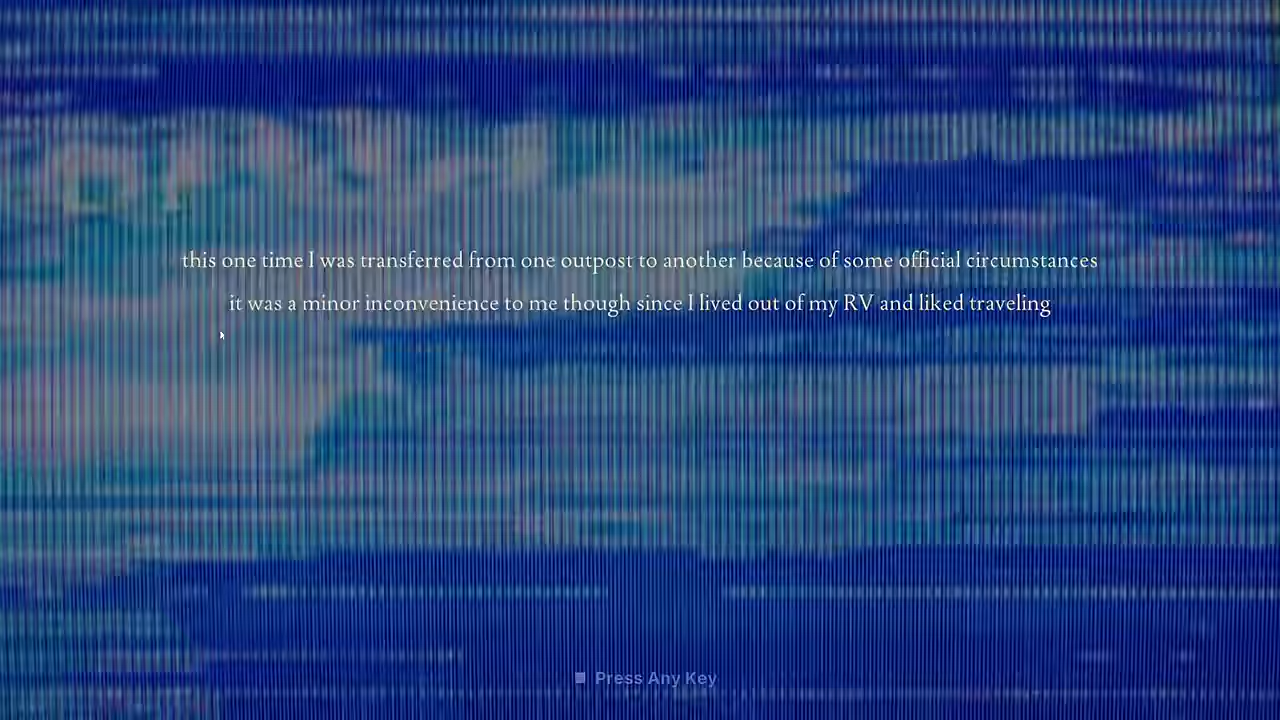 this one time I was transferred from one outpost to another because of some official circumstances
it was a minor inconvenience to me though since I lived out of my RV and liked traveling
Press Any Key